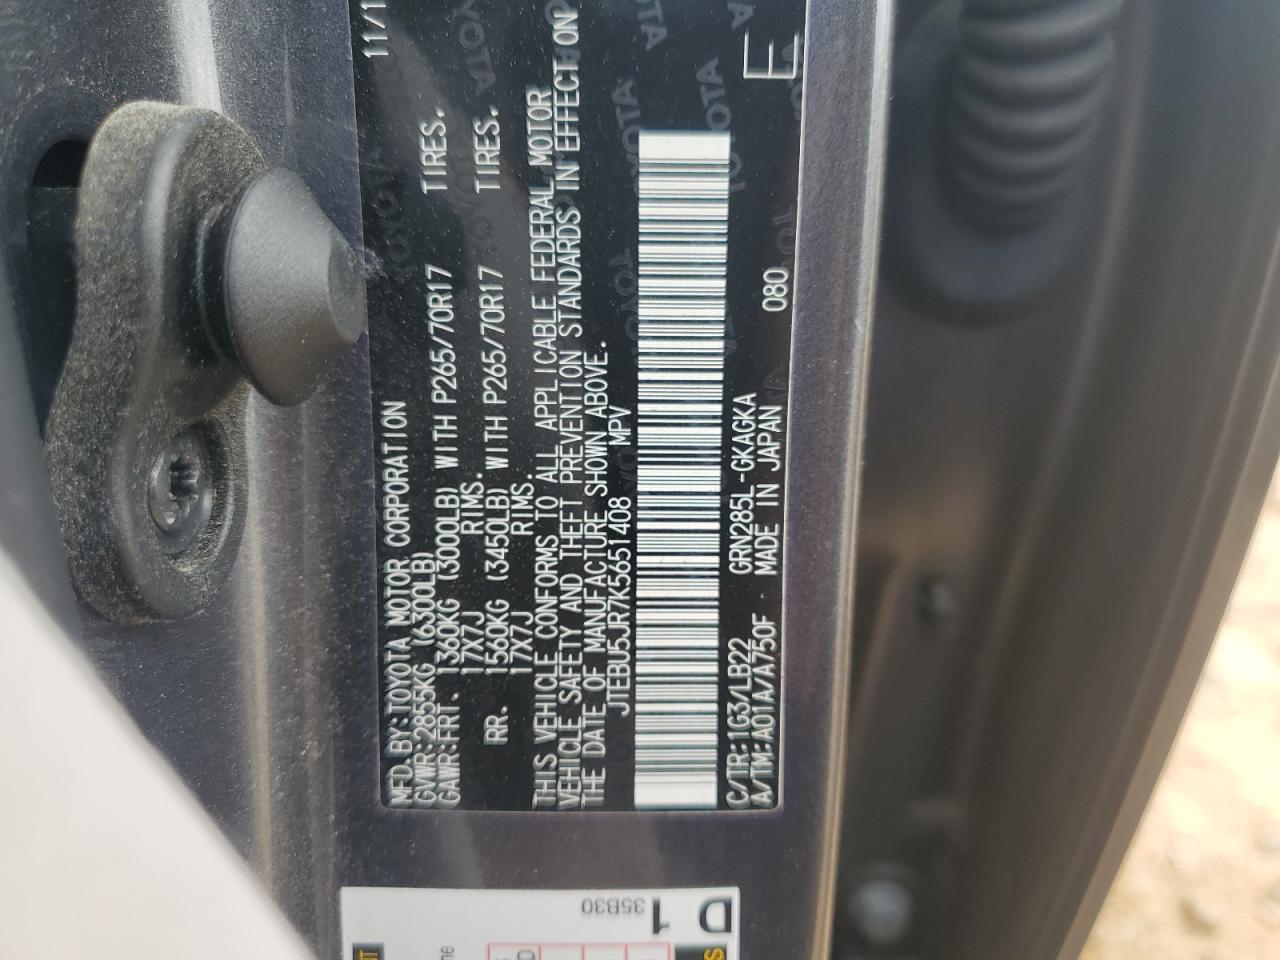 11/1
MFD.BY:TOYOTA MOTOR CORPORATION
GVWR:2855KG (6300LB)
GAWR:FRT. 1360KG (3000LB) WITH P265/70R17 TIRES.
17X7J RIMS.
RR. 1560KG (3450LB) WITH P265/70R17 TIRES.
17X7J RIMS.
THIS VEHICLE CONFORMS TO ALL APPLICABLE FEDERAL MOTOR
VEHICLE SAFETY AND THEFT PREVENTION STANDARDS IN EFFECT ON
THE DATE OF MANUFACTURE SHOWN ABOVE.
JTEBU5JR7K5651408 MPV
C/TR:1G3/LB22 GRN285L-GKAGKA 080
A/TM:A01A/A750F MADE IN JAPAN
E
35B30
D 1